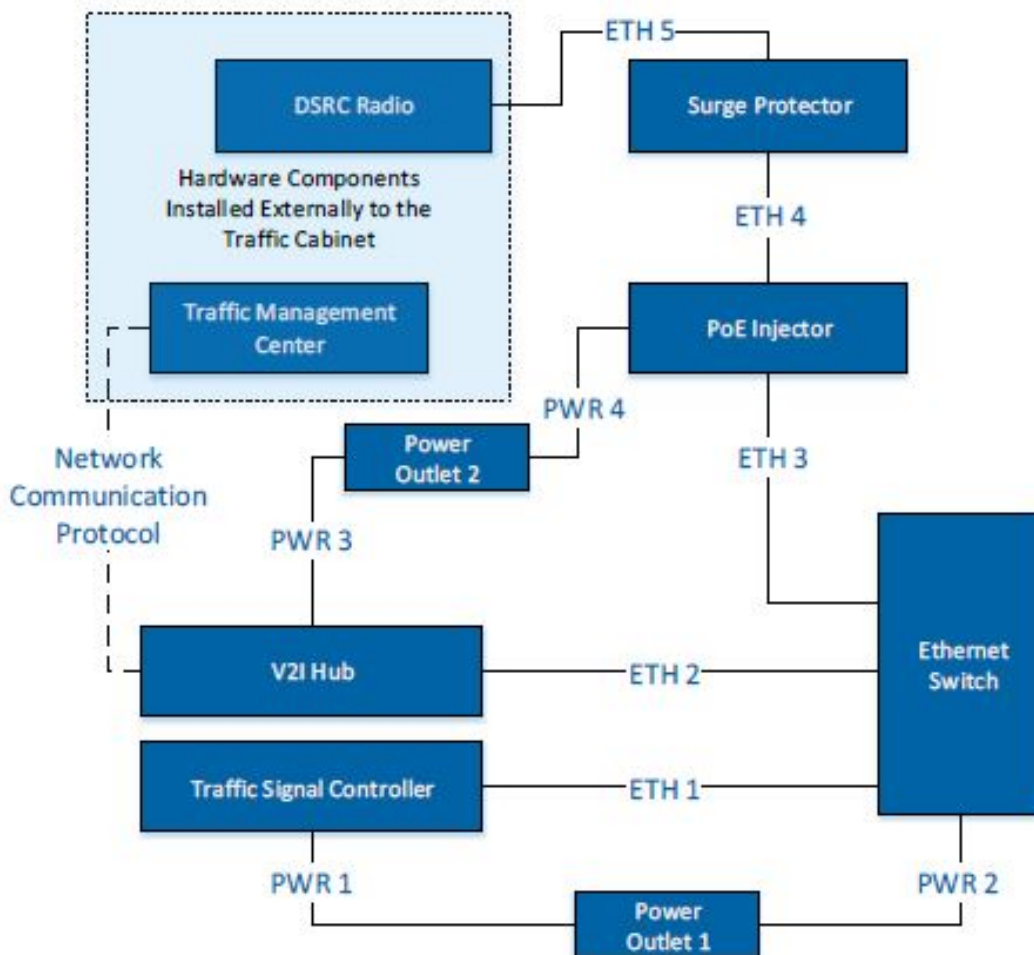 ETH 5
DSRC Radio
Surge Protector
Hardware Components
Installed Externally to the
Traffic Cabinet
ETH 4
Traffic Management
Center
PoE Injector
PWR 4
Power
Outlet 2
Network
Communication
Protocol
ETH 3
PWR 3
V2I Hub
ETH 2
Ethernet
Switch
Traffic Signal Controller
ETH 1
PWR 1
PWR 2
Power
Outlet 1